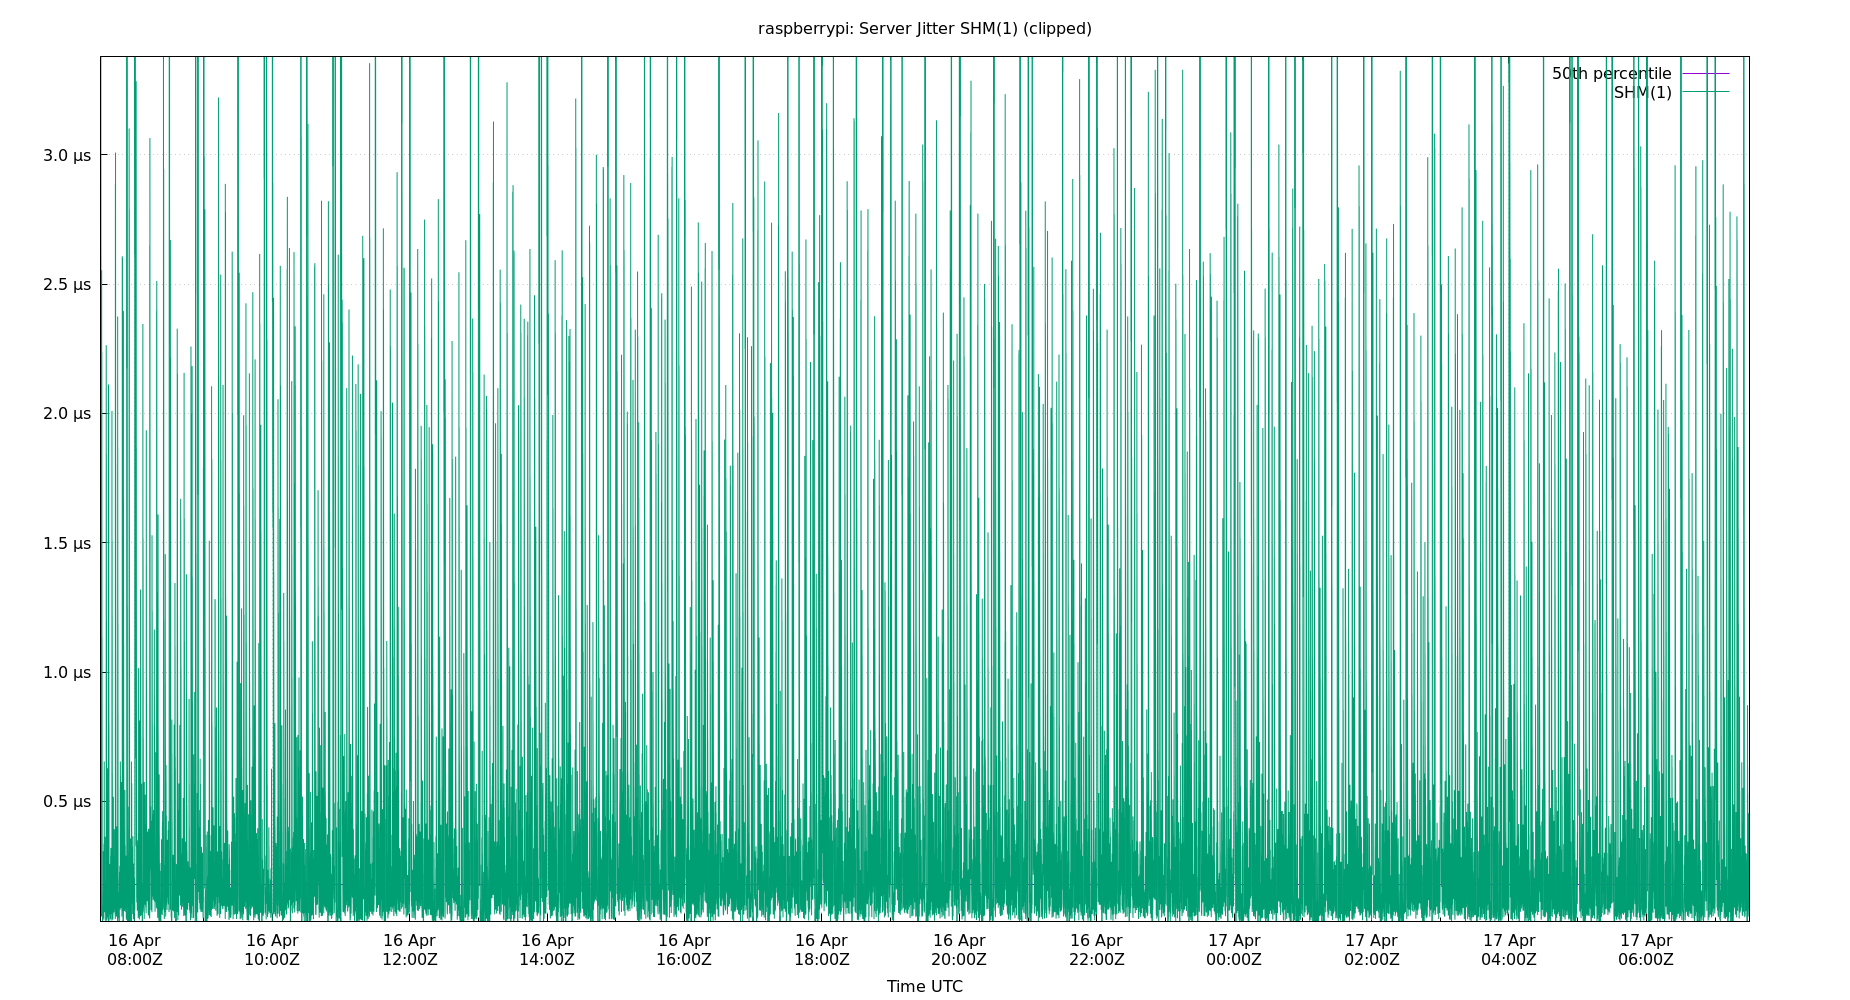 raspberrypi: Server Jitter SHM(1) (clipped)
50th percentile
SHM(1)
3.0 µs
2.5 µs
2.0 µs
1.5 µs
1.0 µs
0.5 µs
16 Apr 16 Apr 16 Apr 16 Apr 16 Apr 16 Apr 16 Apr 16 Apr 17 Apr 17 Apr 17 Apr 17 Apr
08:00Z 10:00Z 12:00Z 14:00Z 16:00Z 18:00Z 20:00Z 22:00Z 00:00Z 02:00Z 04:00Z 06:00Z
Time UTC